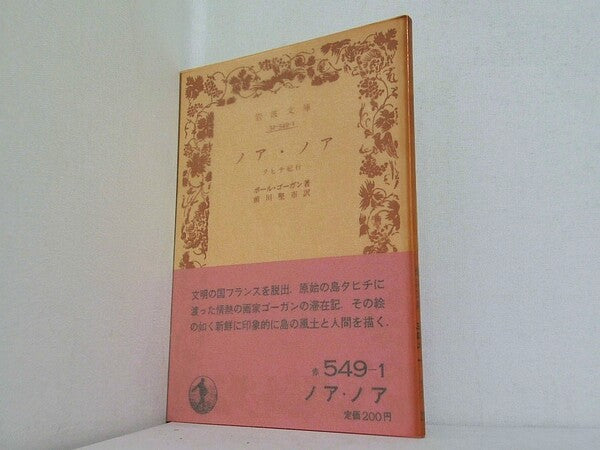 岩波文庫
32-549-1
ノア・ノア
タヒチ紀行
ポール・ゴーガン著
前川堅市訳
文明の国フランスを脱出，原始の島タヒチに
渡った情熱の画家ゴーガンの滞在記．その絵
の如く新鮮に印象的に島の風土と人間を描く．
赤 549-1
ノア・ノア
定価200円